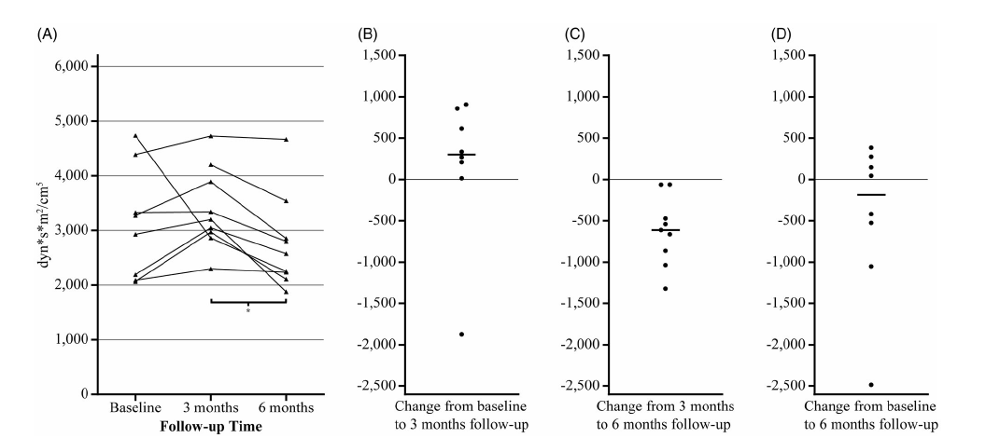 (A)
6,000
5,000
4,000
3,000
2,000
1,000
0
dyn*s*m²/cm⁵
*
Baseline 3 months 6 months
Follow-up Time
(B)
1,500
1,000
500
0
-500
-1,000
-1,500
-2,000
-2,500
Change from baseline
to 3 months follow-up
(C)
1,500
1,000
500
0
-500
-1,000
-1,500
-2,000
-2,500
Change from 3 months
to 6 months follow-up
(D)
1,500
1,000
500
0
-500
-1,000
-1,500
-2,000
-2,500
Change from baseline
to 6 months follow-up